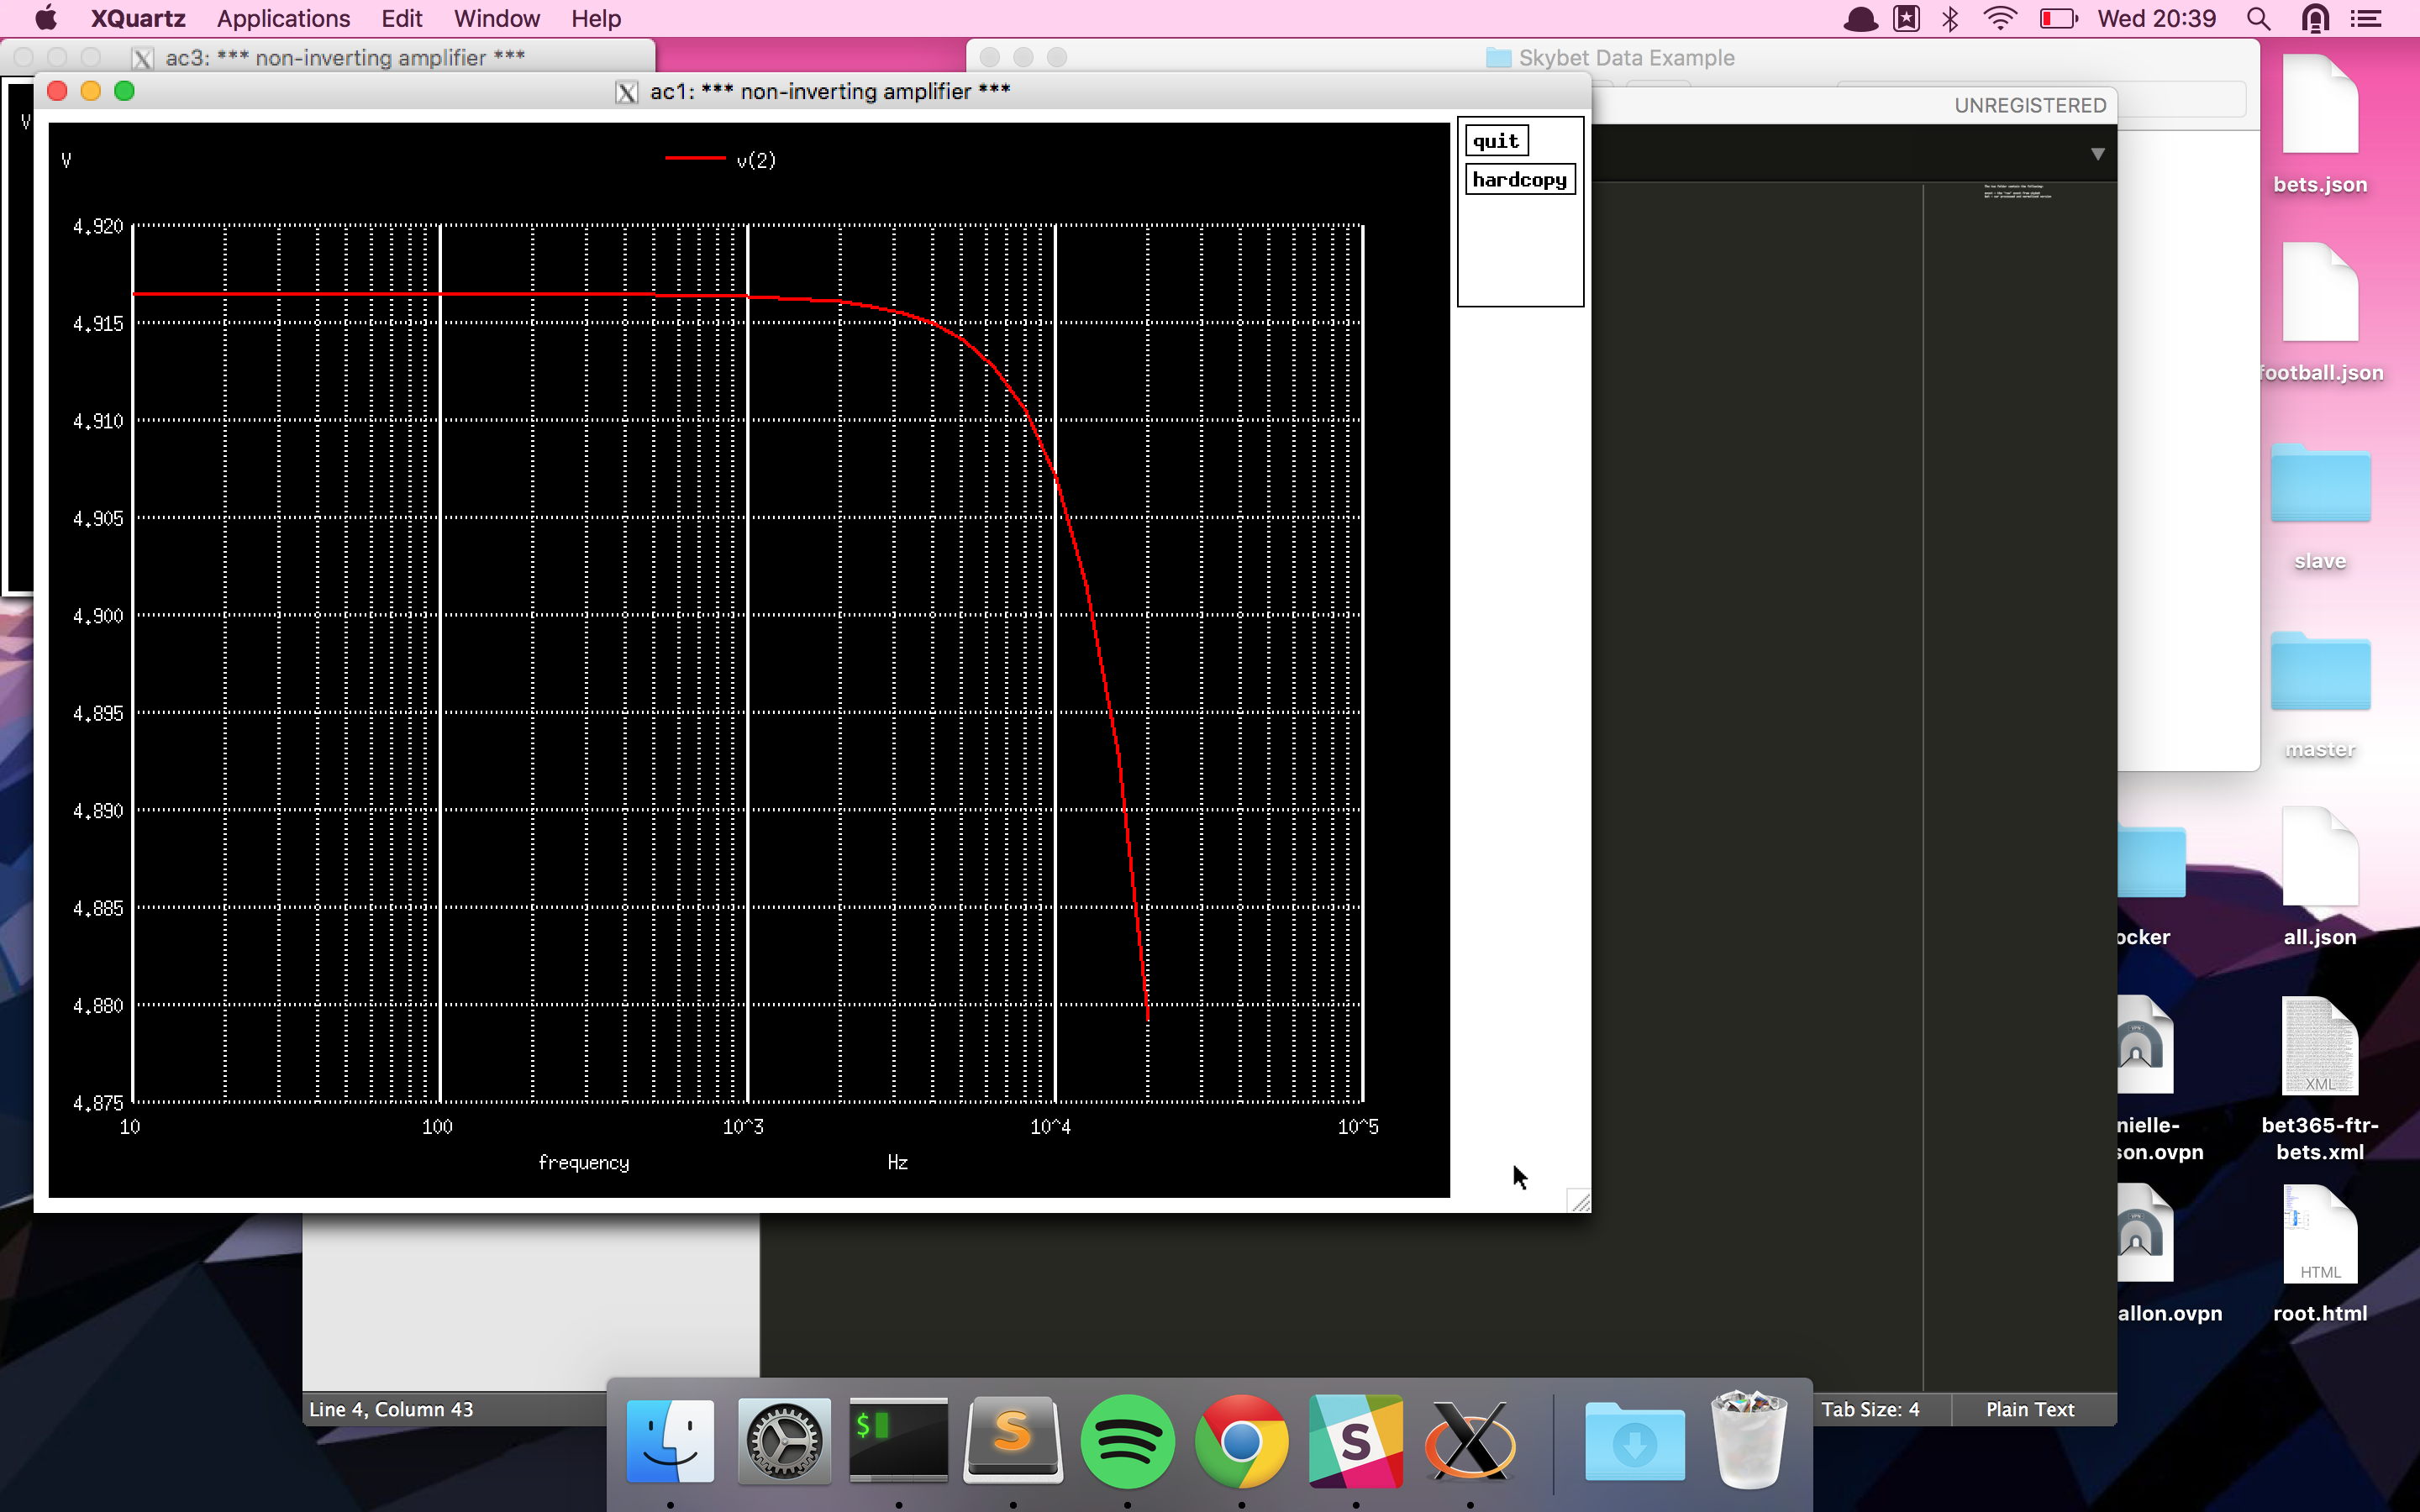 XQuartz Applications Edit Window Help
Wed 20:39
ac3: *** non-inverting amplifier ***
Skybet Data Example
ac1: *** non-inverting amplifier ***
UNREGISTERED
quit
hardcopy
V
V
v(2)
4.920
4.915
4.910
4.905
4.900
4.895
4.890
4.885
4.880
4.875
10 100 10^3 10^4 10^5
frequency Hz
bets.json
football.json
slave
master
ocker
all.json
XML
nielle-
son.ovpn
bet365-ftr-
bets.xml
HTML
allon.ovpn
root.html
Line 4, Column 43
Tab Size: 4
Plain Text
$
S
S